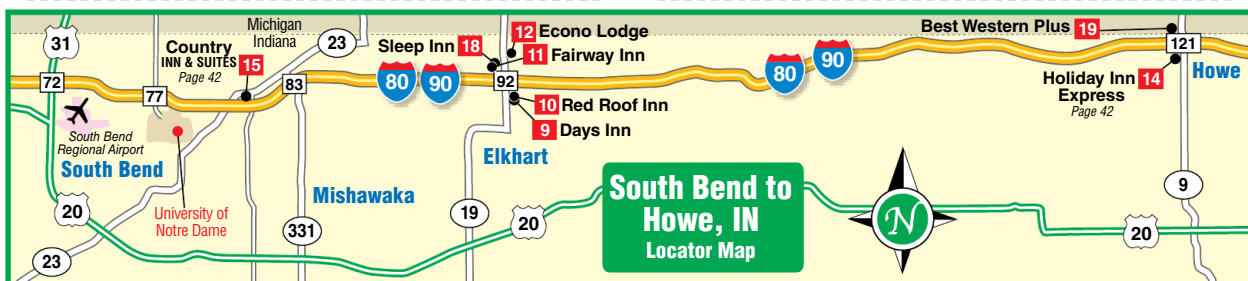 Michigan
Indiana
31
23
Country
INN & SUITES
Page 42
15
Sleep Inn 18
12 Econo Lodge
11 Fairway Inn
Best Western Plus 19
121
Howe
72
77
83
80
90
92
80
90
Holiday Inn
Express
Page 42
14
10 Red Roof Inn
9 Days Inn
South Bend
Regional Airport
South Bend
Elkhart
Mishawaka
University of
Notre Dame
South Bend to
Howe, IN
Locator Map
N
9
20
19
20
331
20
23